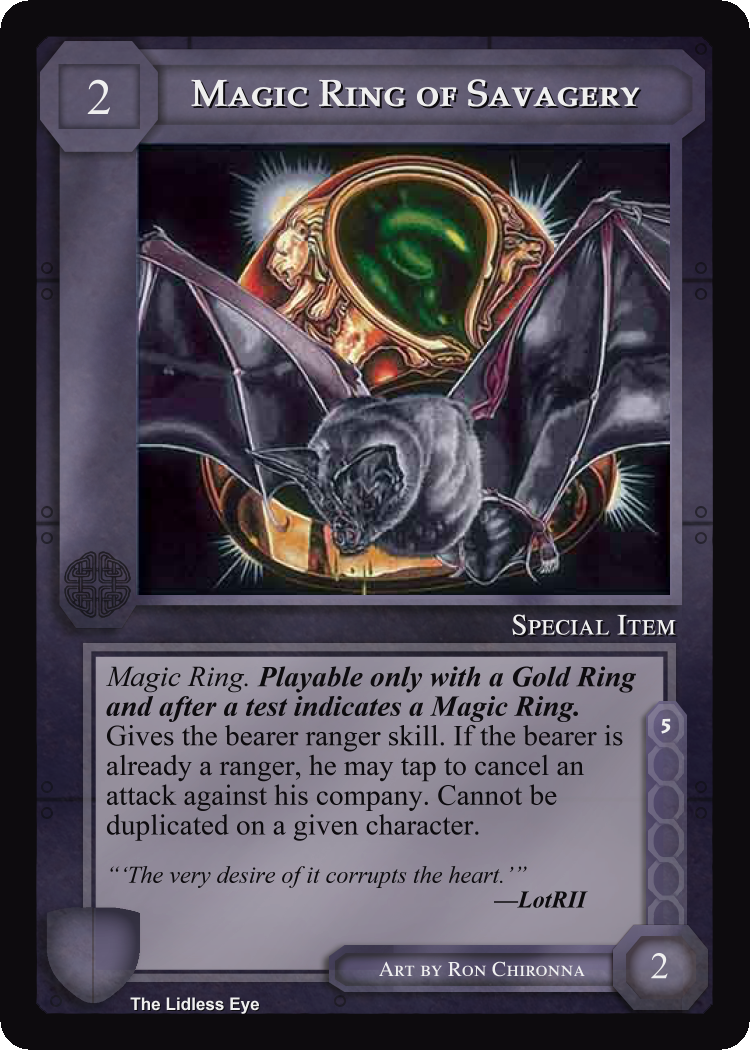 2
Magic Ring of Savagery
Special Item
Magic Ring. Playable only with a Gold Ring
and after a test indicates a Magic Ring.
Gives the bearer ranger skill. If the bearer is
already a ranger, he may tap to cancel an
attack against his company. Cannot be
duplicated on a given character.
5
“‘The very desire of it corrupts the heart.’”
—LotRII
Art by Ron Chironna
2
The Lidless Eye